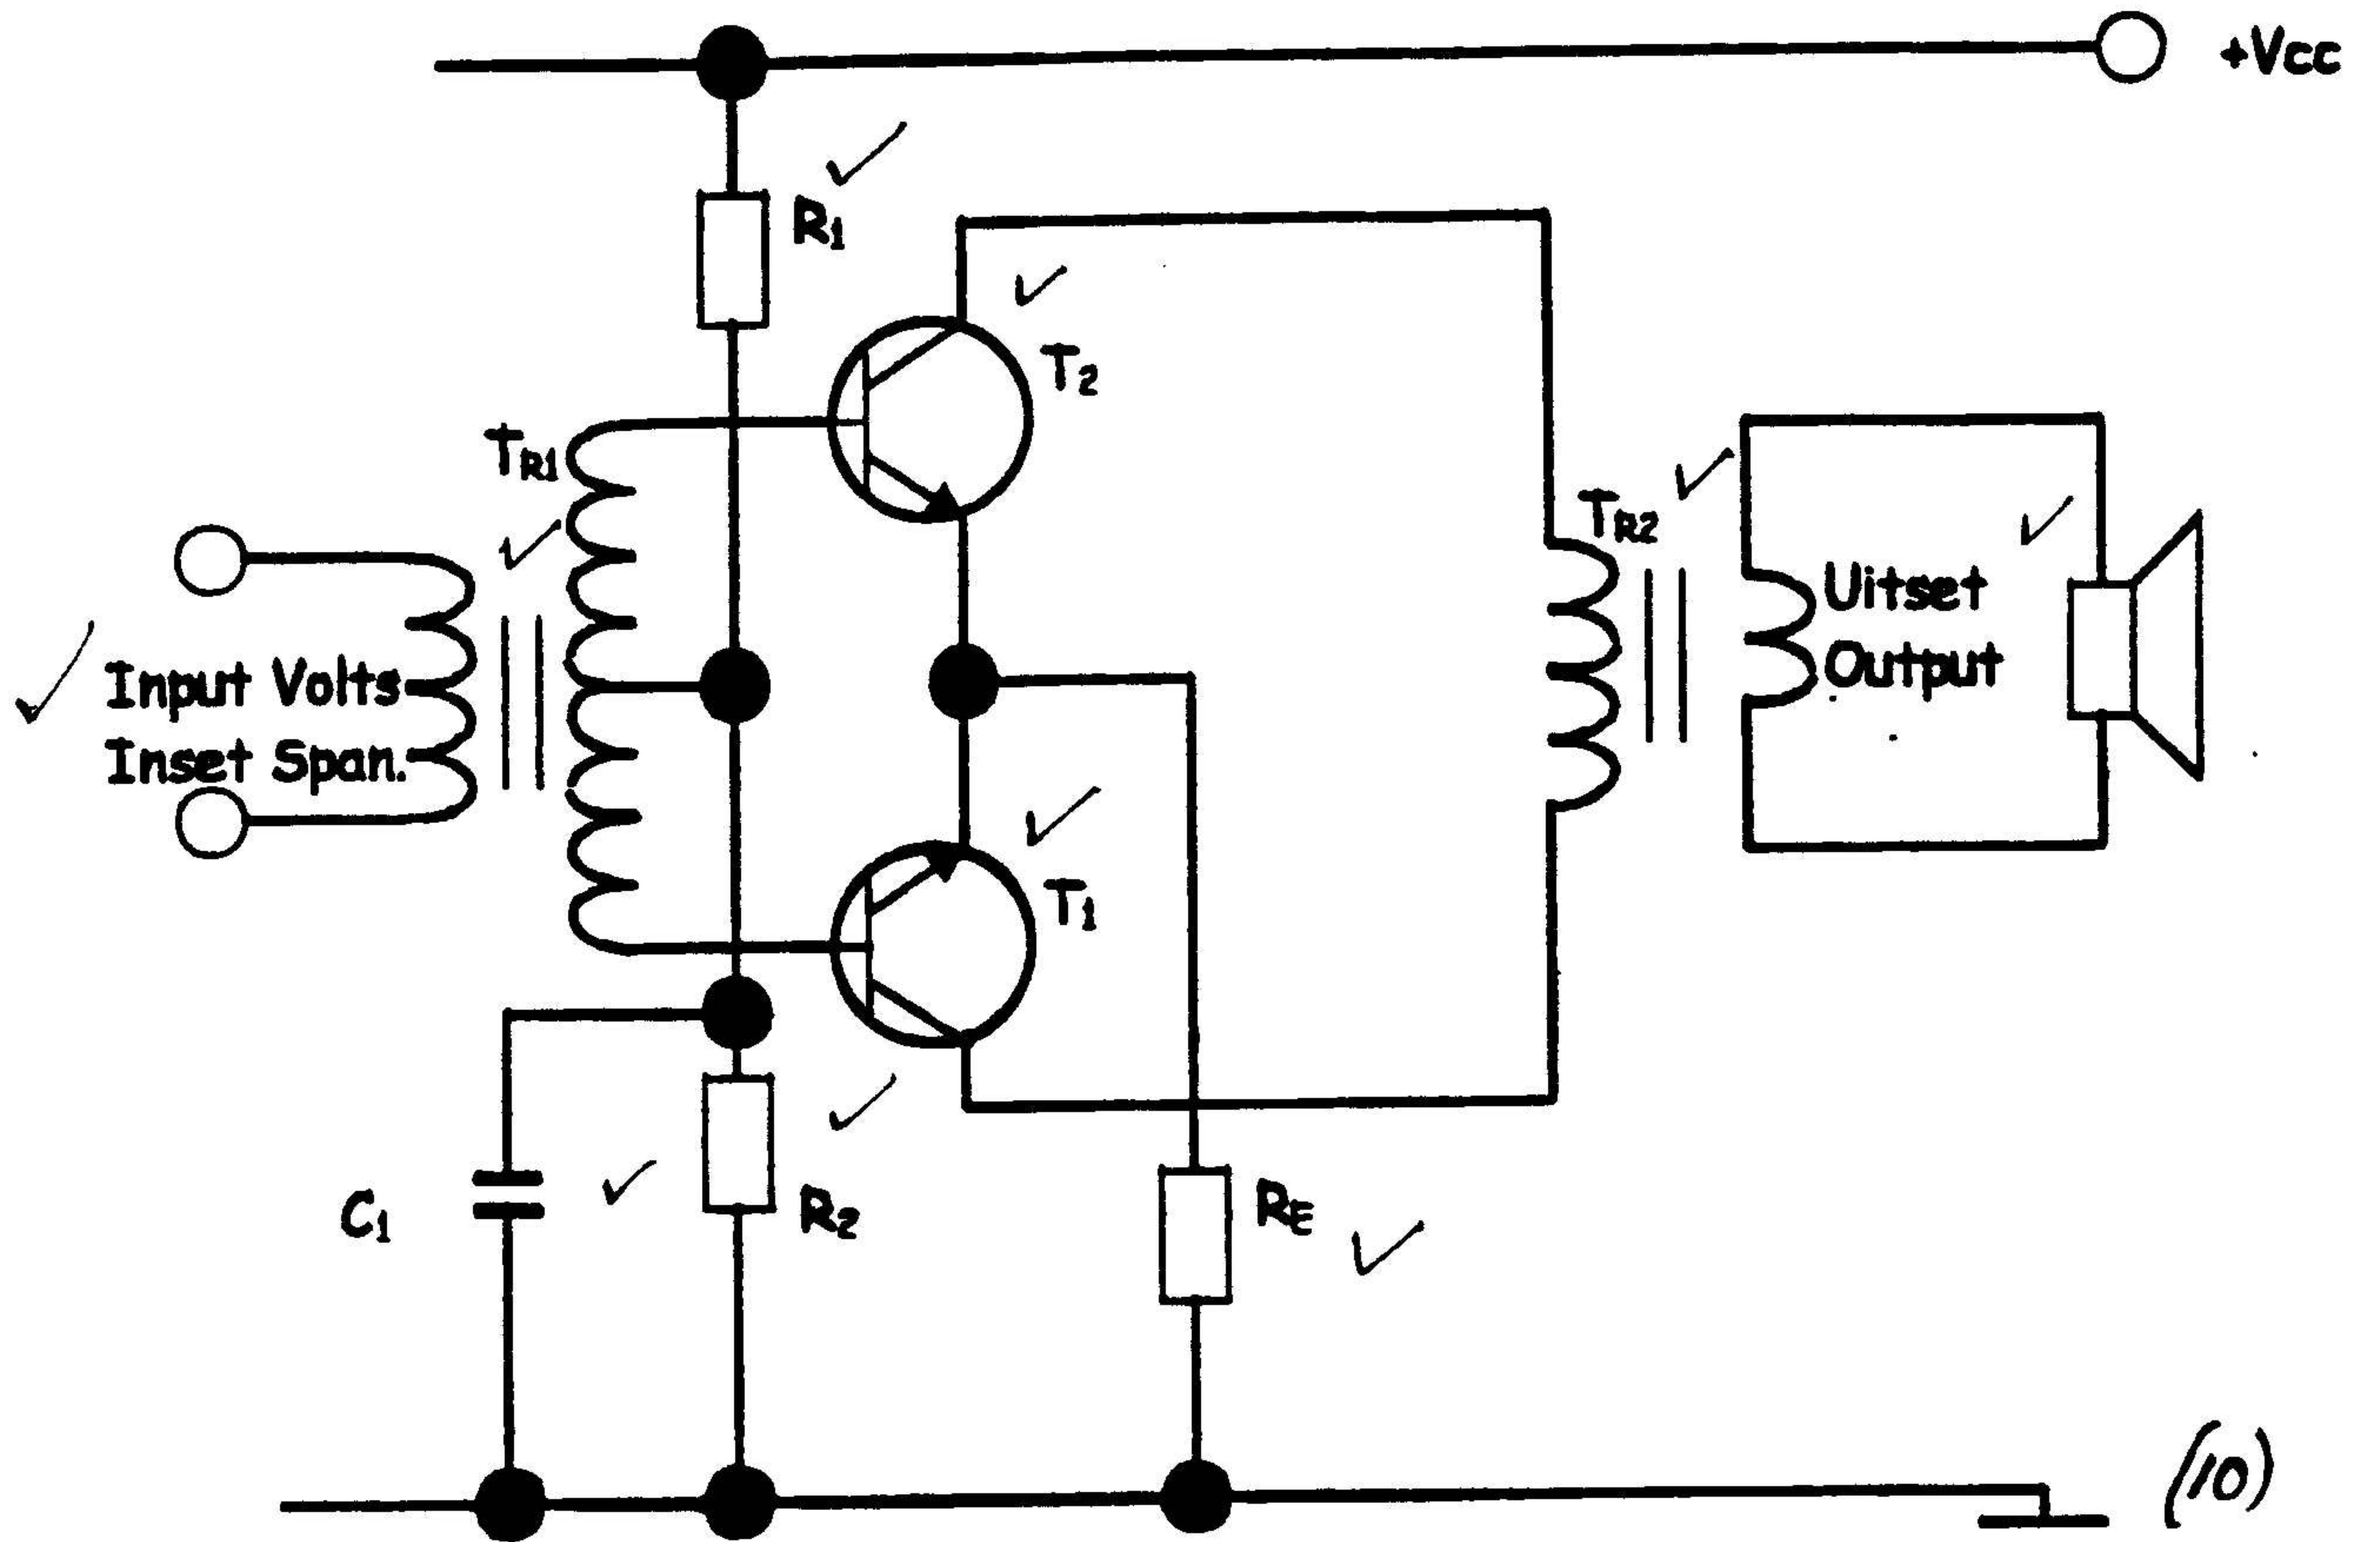 +Vcc
R1
T2
TR1
TR2
Uitset
Output
Input Volts
Inset Span.
T1
C1
R2
RE
(10)